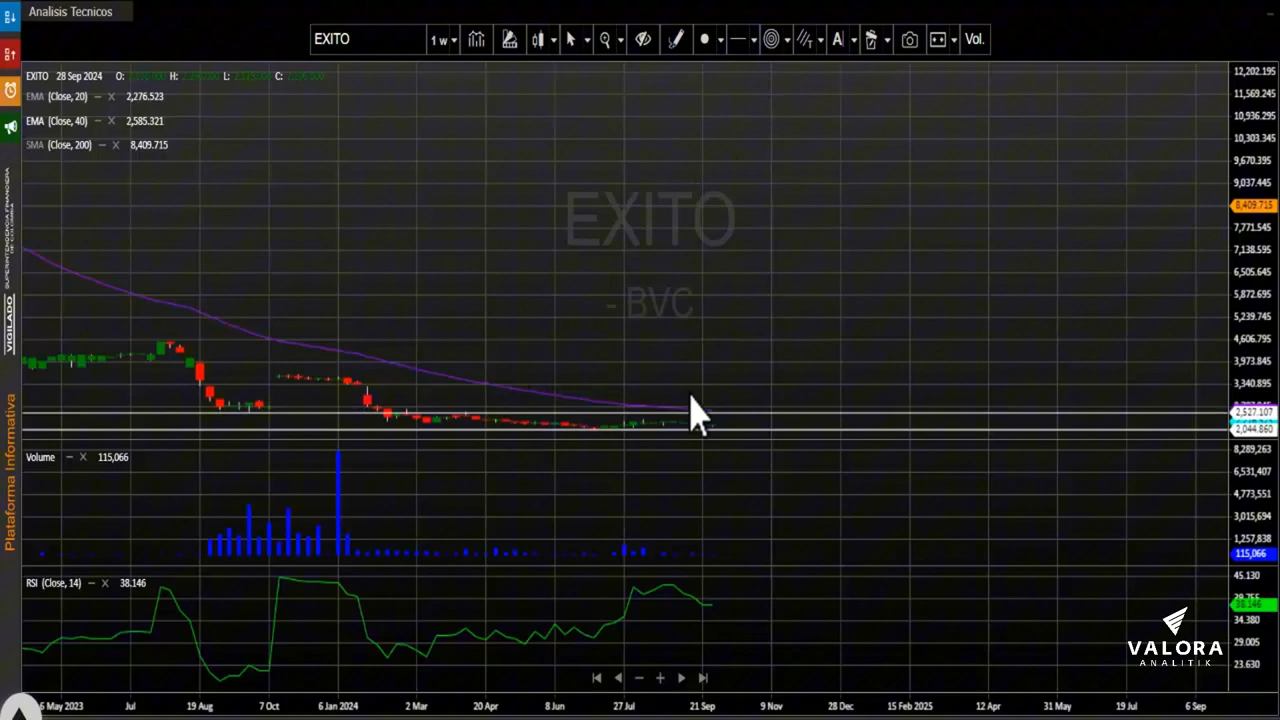 Analisis Tecnicos
EXITO
1 w
Vol.
EXITO 28 Sep 2024 O: H: L: C:
EMA (Close, 20) – X 2,276.523
EMA (Close, 40) – X 2,585.321
SMA (Close, 200) – X 8,409.715
EXITO
- BVC
12,202.195
11,569.245
10,936.295
10,303.345
9,670.395
9,037.445
8,409.715
7,771.545
7,138.595
6,505.645
5,872.695
5,239.745
4,606.795
3,973.845
3,340.895
2,527.107
2,044.860
Volume – X 115,066
8,289,263
6,531,407
4,773,551
3,015,694
1,257,838
115,066
RSI (Close, 14) – X 38.146
45.130
38.146
34.380
29.005
23.630
VALORA
ANALITIK
6 May 2023 Jul 19 Aug 7 Oct 6 Jan 2024 2 Mar 20 Apr 8 Jun 27 Jul 21 Sep 9 Nov 28 Dec 15 Feb 2025 12 Apr 31 May 19 Jul 6 Sep
SUPERINTENDENCIA FINANCIERA
DE COLOMBIA
VIGILADO
Plataforma Informativa